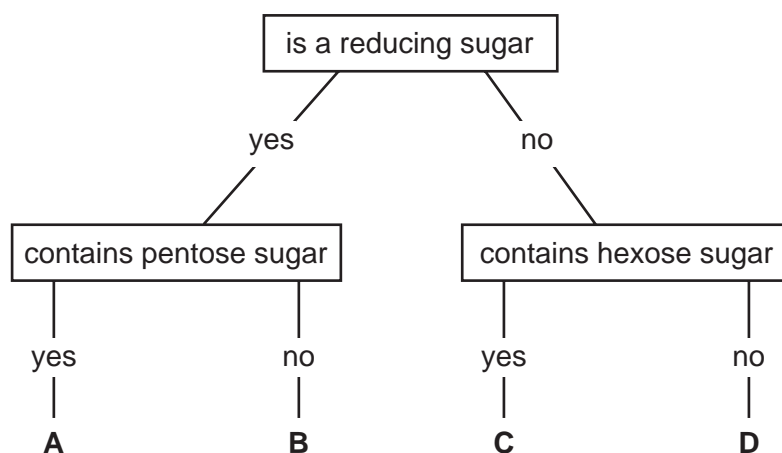 is a reducing sugar
yes
no
contains pentose sugar
contains hexose sugar
yes
no
yes
no
A
B
C
D